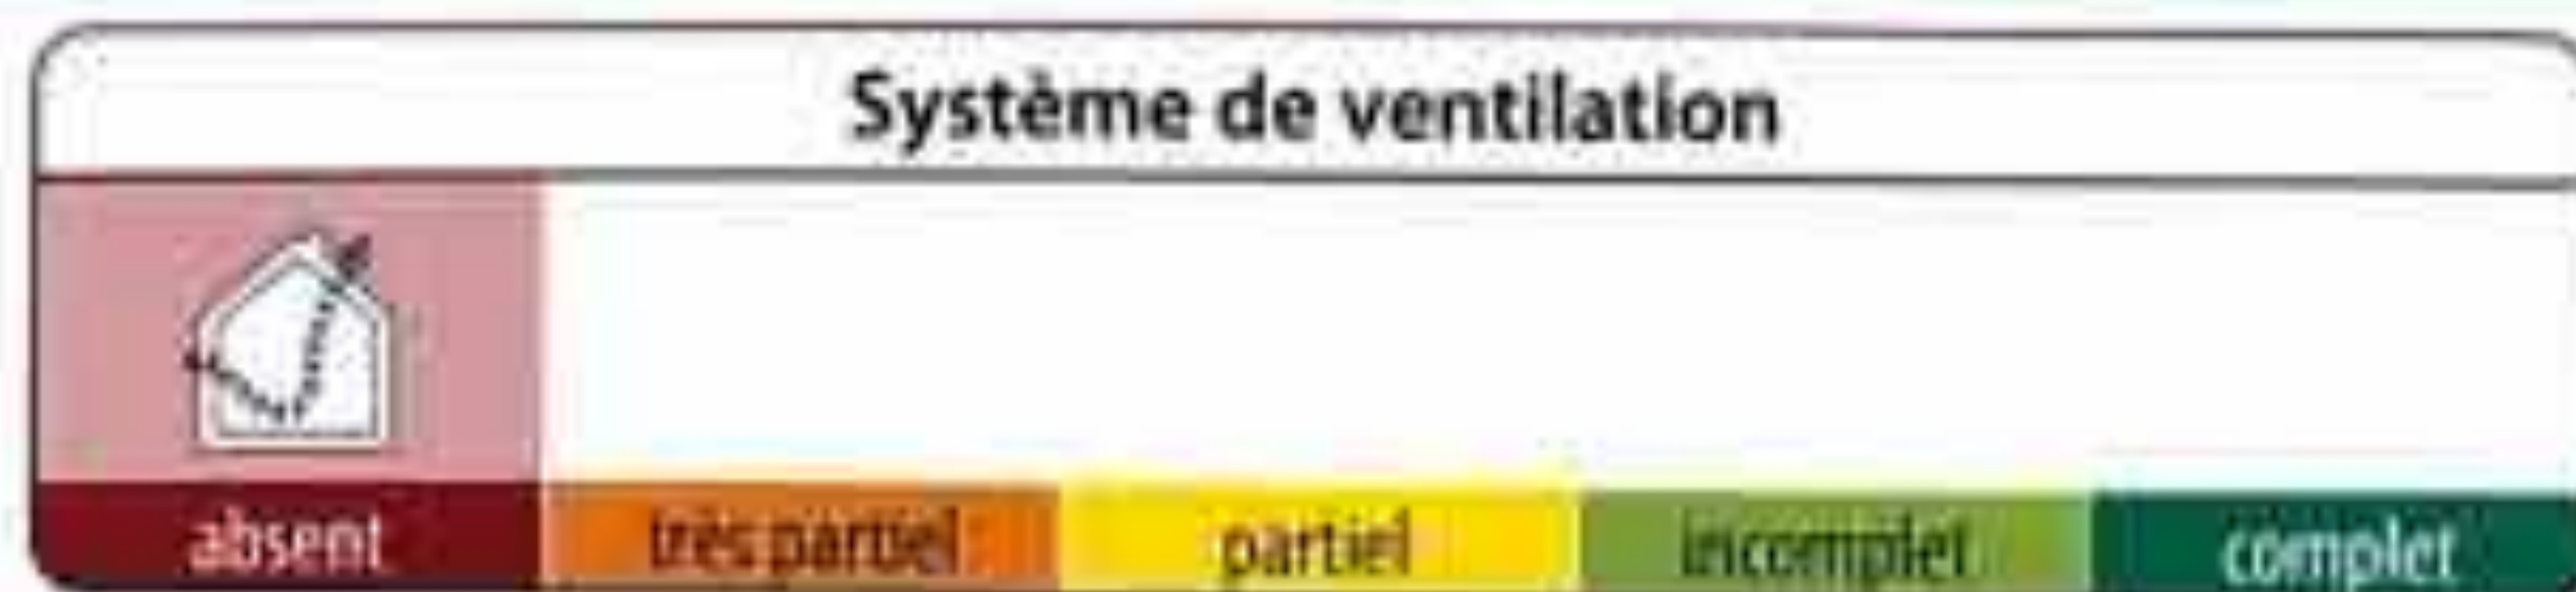 Système de ventilation
absent très partiel partiel incomplet complet